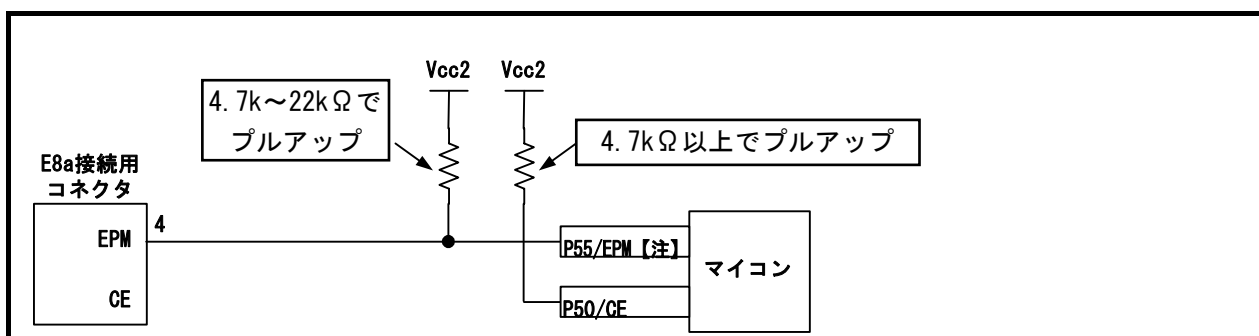 Vcc2 Vcc2
4.7k～22kΩで
プルアップ
4.7kΩ以上でプルアップ
E8a接続用
コネクタ
EPM
4
CE
P55/EPM【注】
P50/CE
マイコン